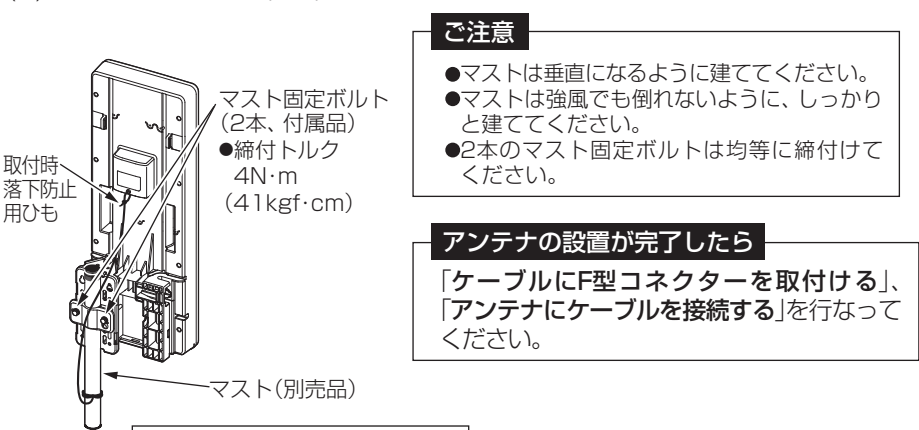 マスト固定ボルト
(2本、付属品)
●締付トルク
4N·m
(41kgf·cm)
取付時
落下防止
用ひも
マスト(別売品)
ご注意
●マストは垂直になるように建ててください。
●マストは強風でも倒れないように、しっかり
と建ててください。
●2本のマスト固定ボルトは均等に締付けて
ください。
アンテナの設置が完了したら
「ケーブルにF型コネクターを取付ける」、
「アンテナにケーブルを接続する」を行なって
ください。